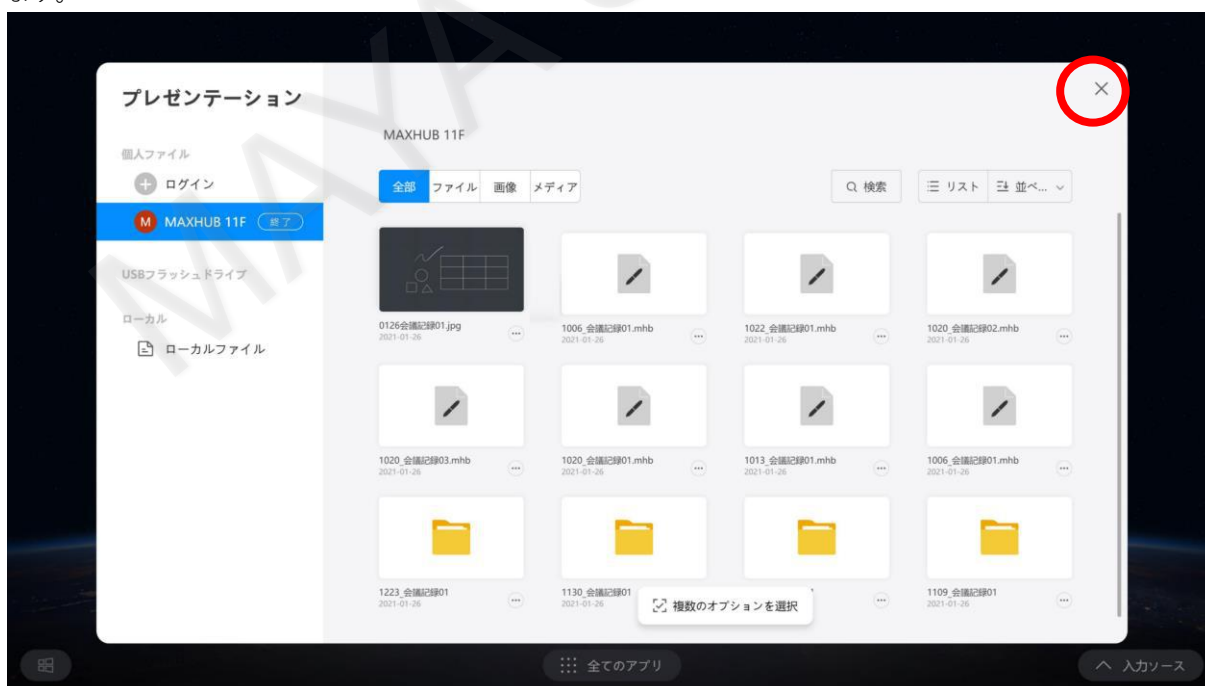 ます。
プレゼンテーション
個人ファイル
ログイン
M MAXHUB 11F 終了
USBフラッシュドライブ
ローカル
ローカルファイル
MAXHUB 11F
全部 ファイル 画像 メディア 検索 リスト 並べ...
0126会議記録01.jpg
2021-01-26
1006_会議記録01.mhb
2021-01-26
1022_会議記録01.mhb
2021-01-26
1020_会議記録02.mhb
2021-01-26
1020_会議記録03.mhb
2021-01-26
1020_会議記録01.mhb
2021-01-26
1013_会議記録01.mhb
2021-01-26
1006_会議記録01.mhb
2021-01-26
1223_会議記録01
2021-01-26
1130_会議記録01
2021-01-26
1109_会議記録01
2021-01-26
複数のオプションを選択
全てのアプリ
入力ソース